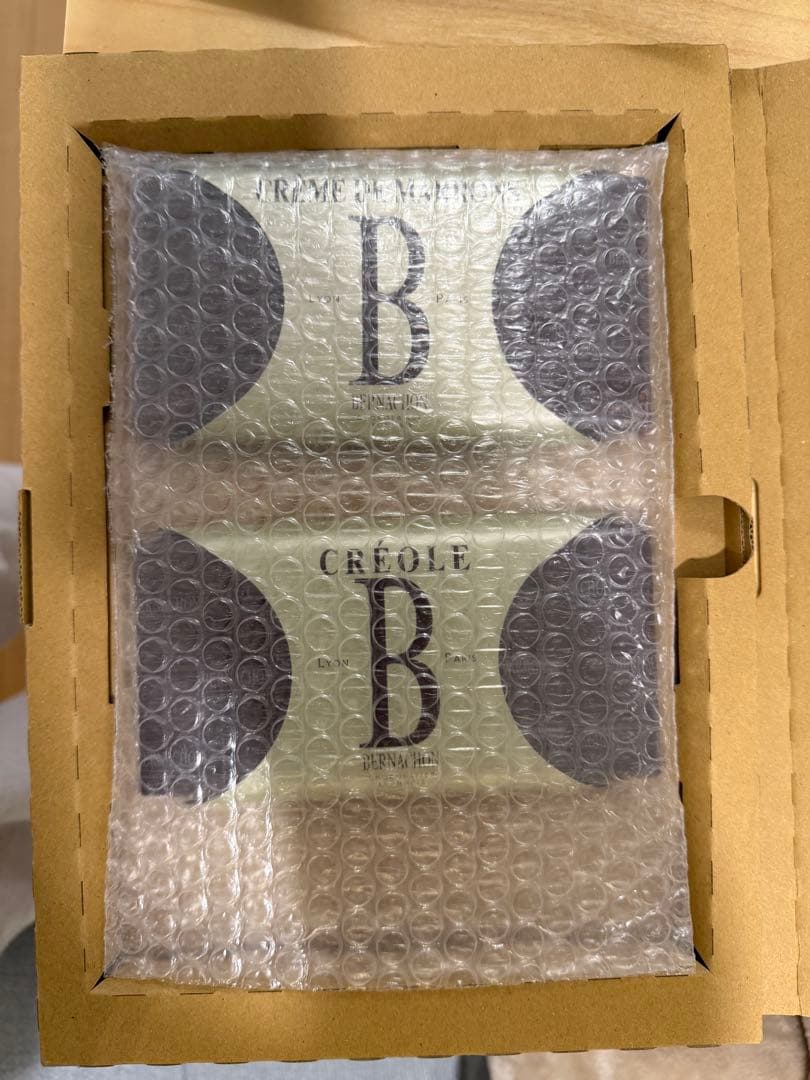 CRÈME DE MARRONS
B
LYON PARIS
BERNACHON
CRÉOLE
B
LYON PARIS
BERNACHON